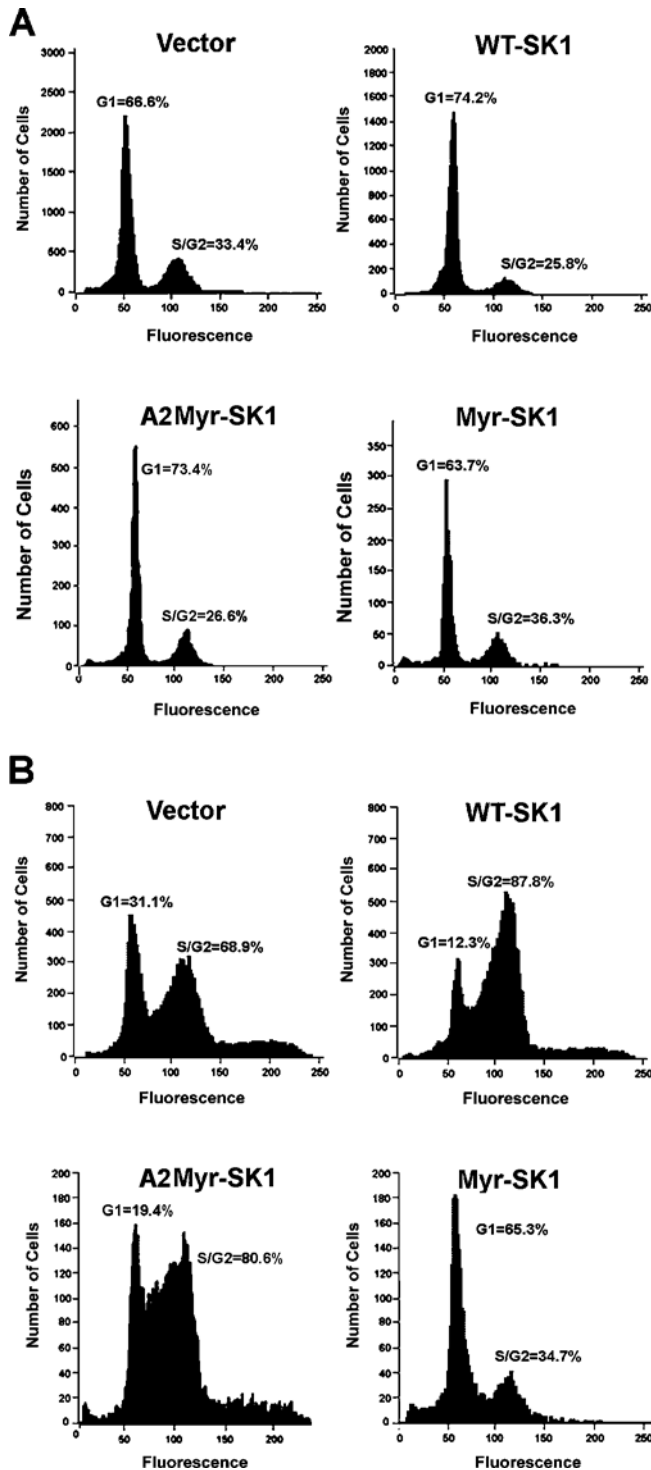 A
Vector
3000
2500
2000
1500
1000
500
0
Number of Cells
G1=66.6%
S/G2=33.4%
0 50 100 150 200 250
Fluorescence
WT-SK1
2000
1800
1600
1400
1200
1000
800
600
400
200
0
Number of Cells
G1=74.2%
S/G2=25.8%
0 50 100 150 200 250
Fluorescence
A2Myr-SK1
600
500
400
300
200
100
0
Number of Cells
G1=73.4%
S/G2=26.6%
0 50 100 150 200 250
Fluorescence
Myr-SK1
350
300
250
200
150
100
50
0
Number of Cells
G1=63.7%
S/G2=36.3%
0 50 100 150 200 250
Fluorescence
B
Vector
800
700
600
500
400
300
200
100
0
Number of Cells
G1=31.1%
S/G2=68.9%
0 50 100 150 200 250
Fluorescence
WT-SK1
800
700
600
500
400
300
200
100
0
Number of Cells
S/G2=87.8%
G1=12.3%
0 50 100 150 200 250
Fluorescence
A2Myr-SK1
200
180
160
140
120
100
80
60
40
20
0
Number of Cells
G1=19.4%
S/G2=80.6%
0 50 100 150 200 250
Fluorescence
Myr-SK1
200
180
160
140
120
100
80
60
40
20
0
Number of Cells
G1=65.3%
S/G2=34.7%
0 50 100 150 200 250
Fluorescence